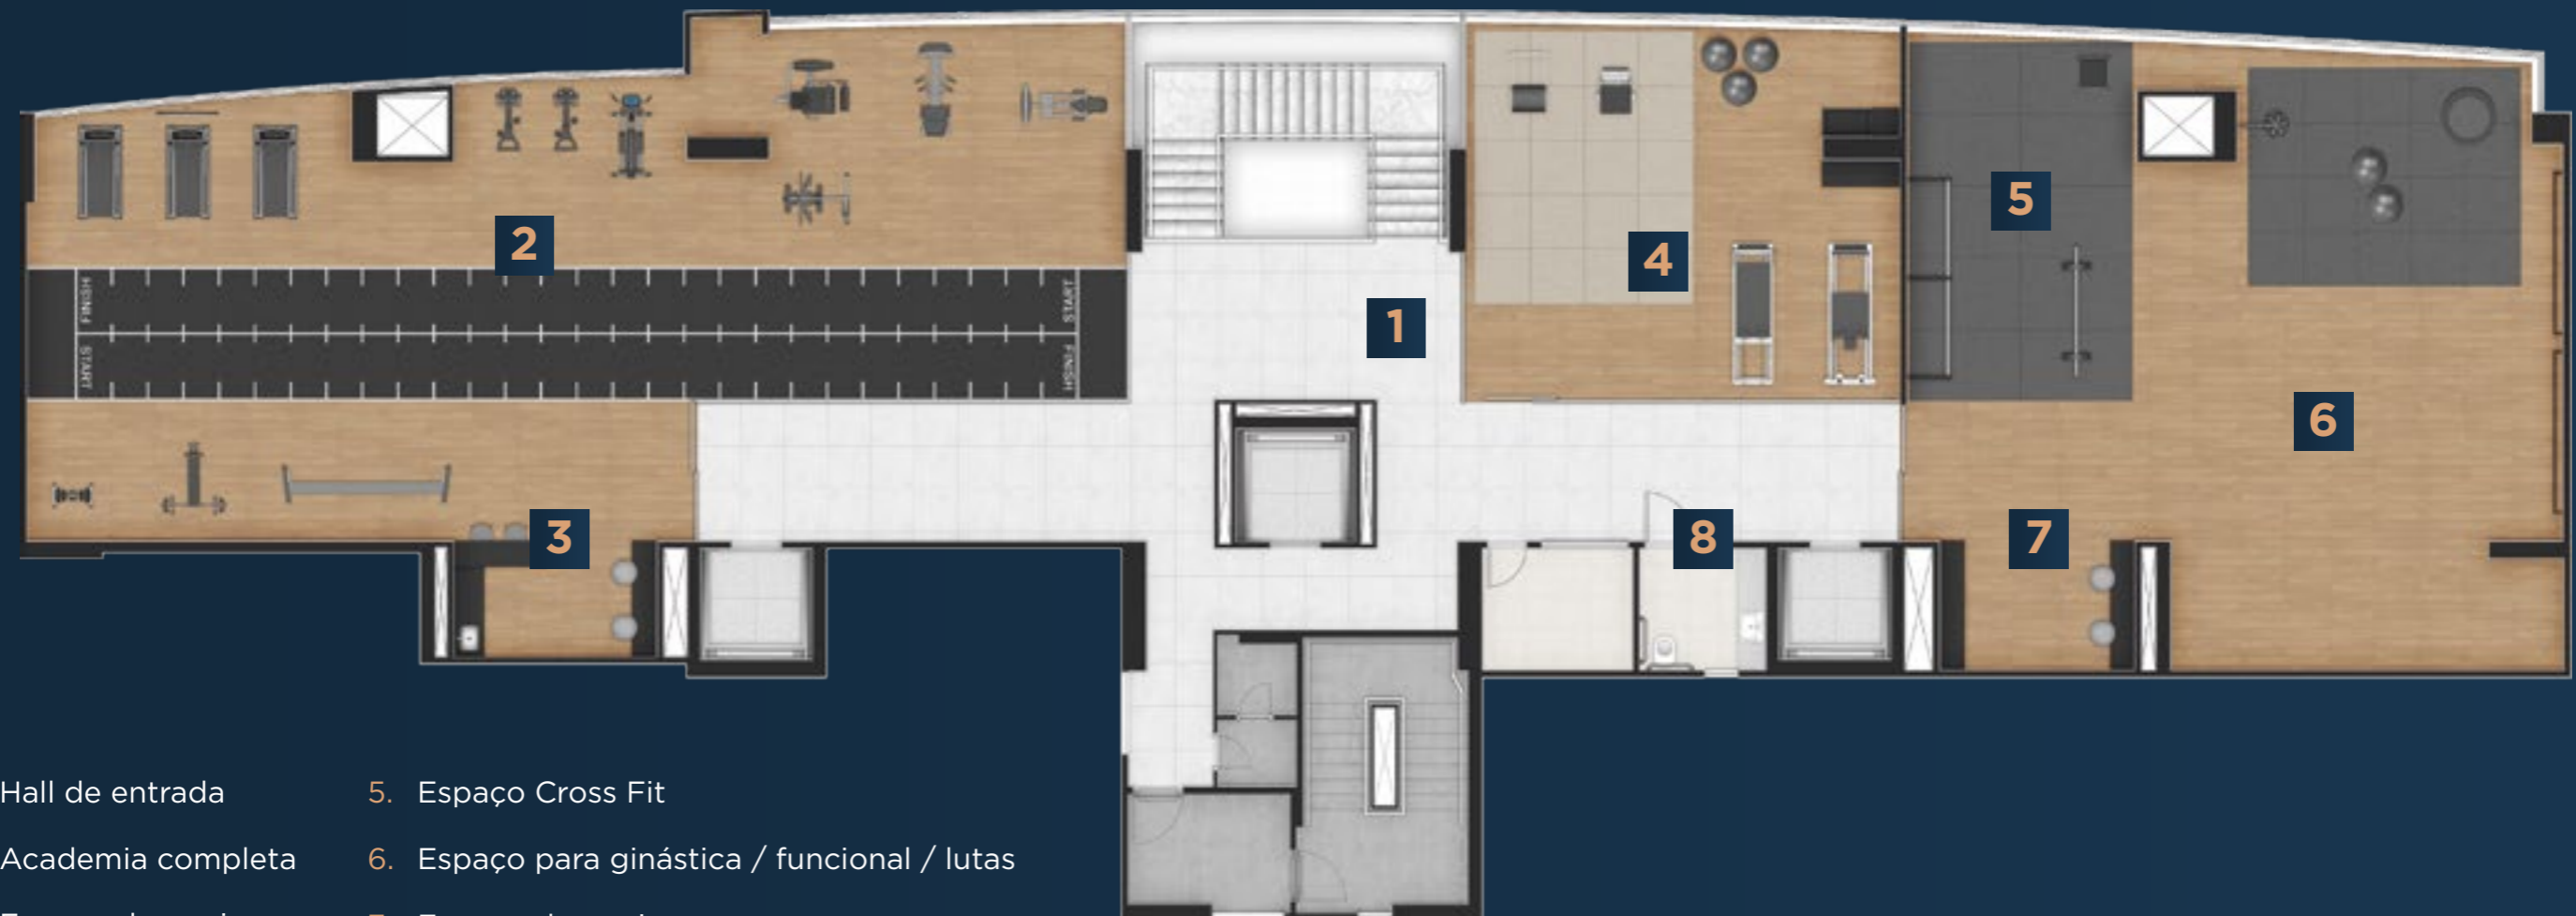 2
5
4
1
6
3
8
7
FINISH
START
START
FINISH
Hall de entrada
5. Espaço Cross Fit
Academia completa
6. Espaço para ginástica / funcional / lutas